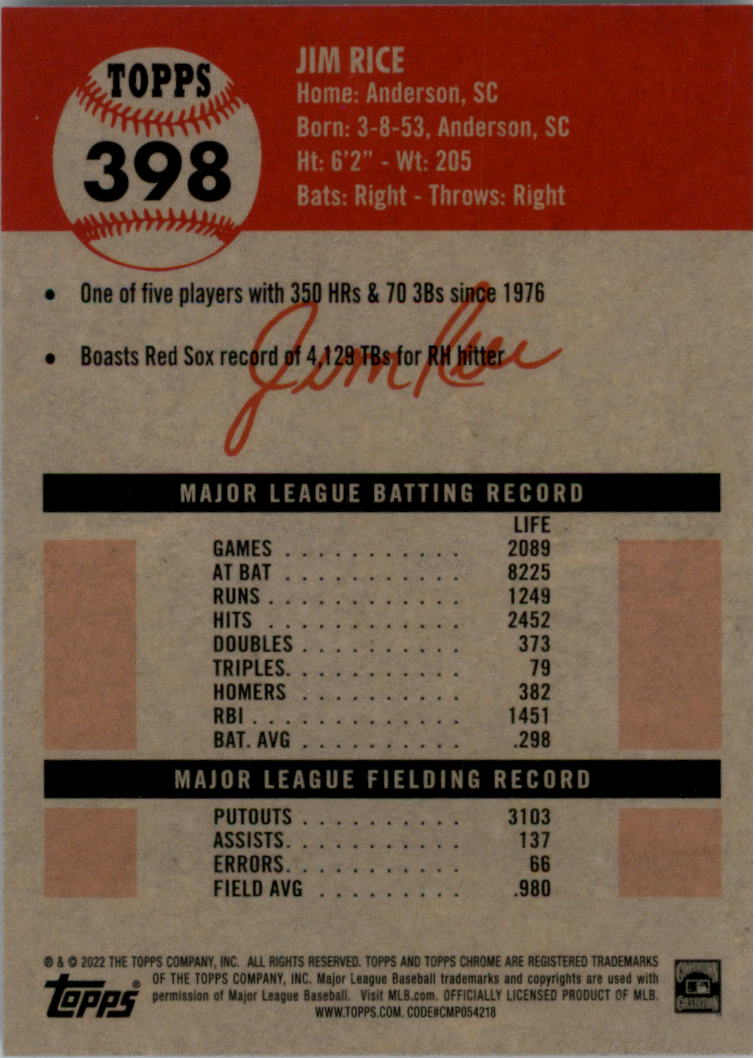 TOPPS
398
JIM RICE
Home: Anderson, SC
Born: 3-8-53, Anderson, SC
Ht: 6'2" - Wt: 205
Bats: Right - Throws: Right
• One of five players with 350 HRs & 70 3Bs since 1976
• Boasts Red Sox record of 4,129 TBs for RH hitter
Jim Rice
MAJOR LEAGUE BATTING RECORD
LIFE
GAMES . . . . . . . . . . . 2089
AT BAT . . . . . . . . . . . 8225
RUNS . . . . . . . . . . . . 1249
HITS . . . . . . . . . . . . 2452
DOUBLES . . . . . . . . . . 373
TRIPLES. . . . . . . . . . . 79
HOMERS . . . . . . . . . . 382
RBI . . . . . . . . . . . . . 1451
BAT. AVG . . . . . . . . . . .298
MAJOR LEAGUE FIELDING RECORD
PUTOUTS . . . . . . . . . . 3103
ASSISTS. . . . . . . . . . . 137
ERRORS. . . . . . . . . . . 66
FIELD AVG . . . . . . . . . .980
® & © 2022 THE TOPPS COMPANY, INC. ALL RIGHTS RESERVED. TOPPS AND TOPPS CHROME ARE REGISTERED TRADEMARKS
OF THE TOPPS COMPANY, INC. Major League Baseball trademarks and copyrights are used with
permission of Major League Baseball. Visit MLB.com. OFFICIALLY LICENSED PRODUCT OF MLB.
WWW.TOPPS.COM. CODE#CMP054218
topps®
COOPERSTOWN
COLLECTION